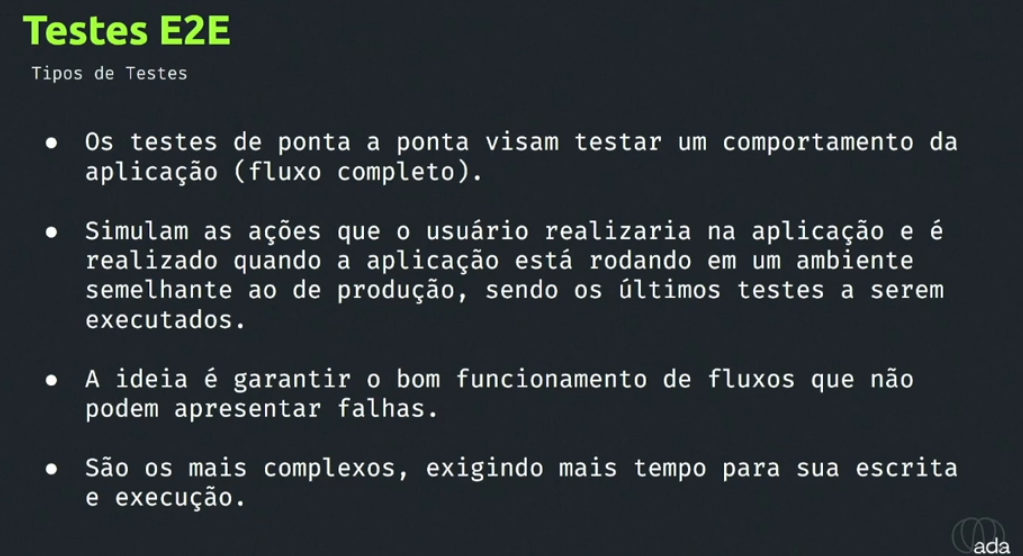 Testes E2E
Tipos de Testes
● Os testes de ponta a ponta visam testar um comportamento da
aplicação (fluxo completo).
● Simulam as ações que o usuário realizaria na aplicação e é
realizado quando a aplicação está rodando em um ambiente
semelhante ao de produção, sendo os últimos testes a serem
executados.
● A ideia é garantir o bom funcionamento de fluxos que não
podem apresentar falhas.
● São os mais complexos, exigindo mais tempo para sua escrita
e execução.
ada